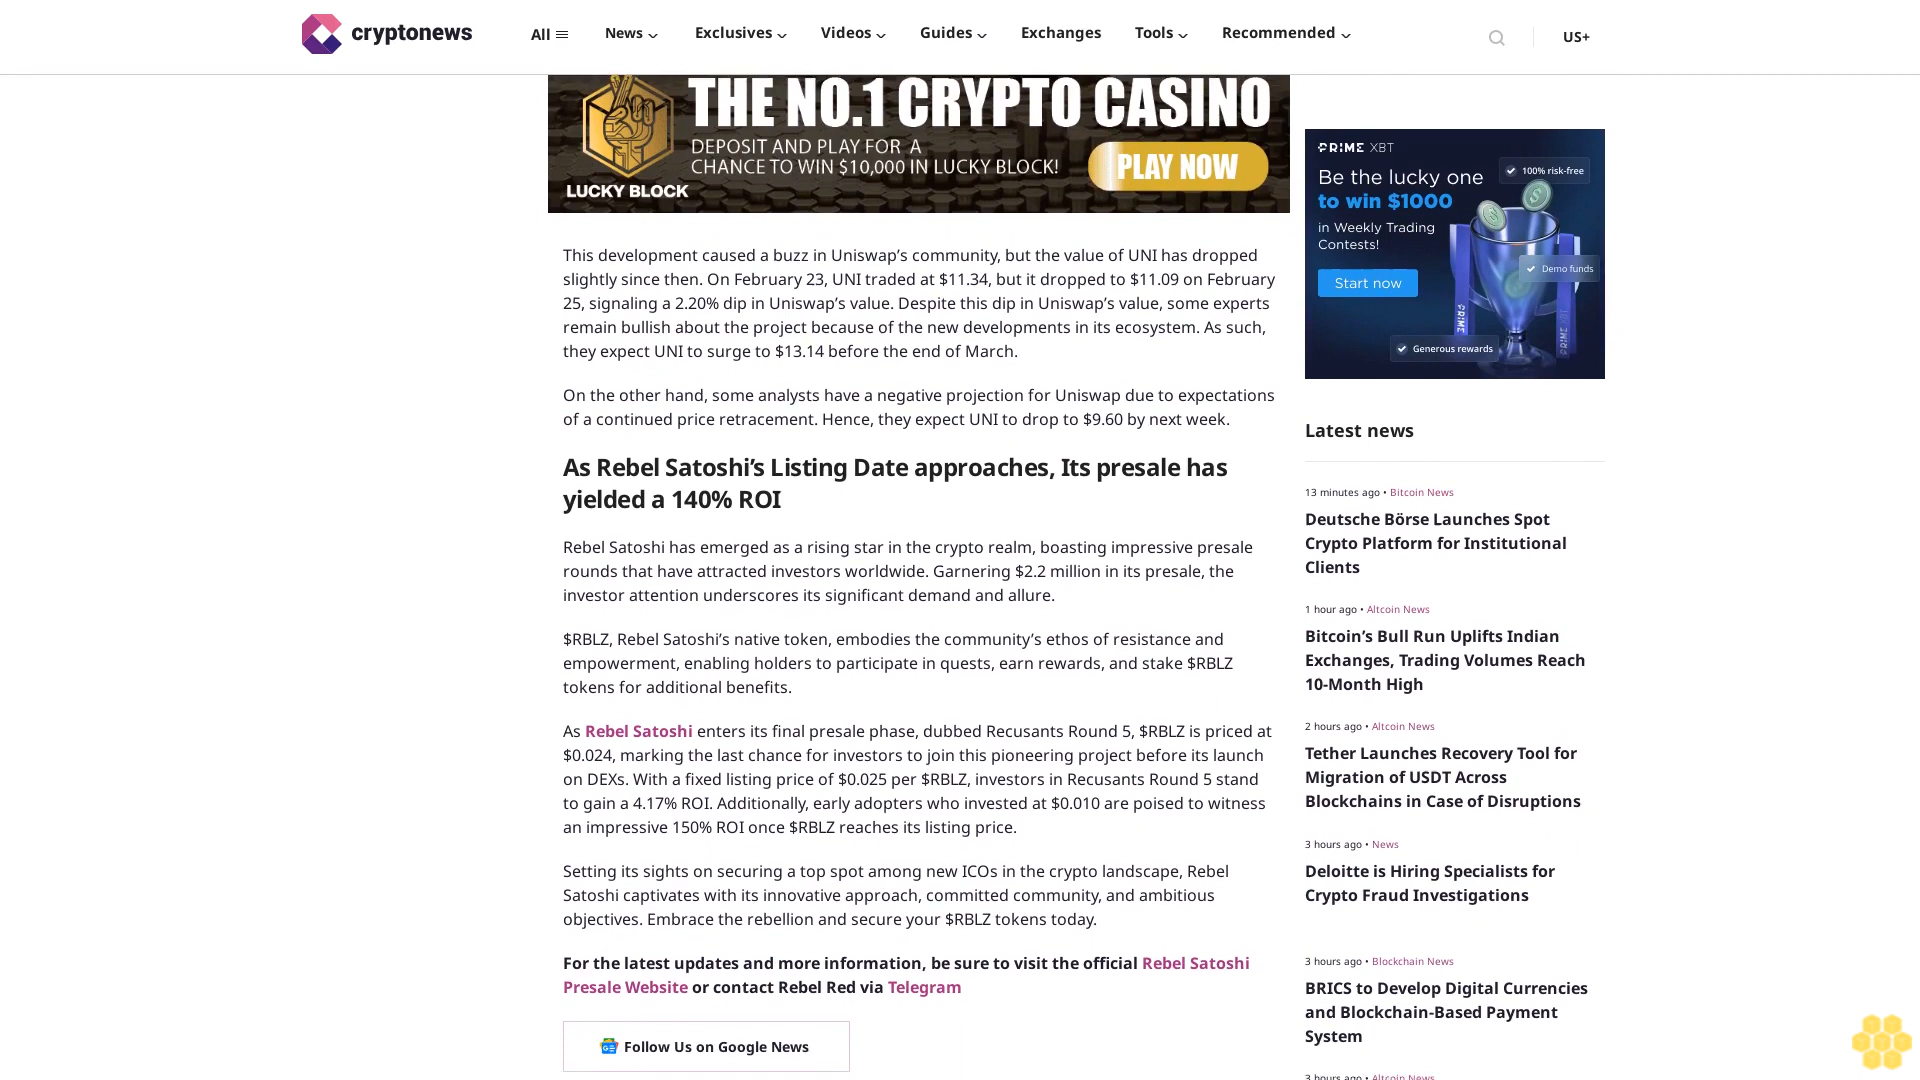 cryptonews
All
News
Exclusives
Videos
Guides
Exchanges
Tools
Recommended
US+
THE NO.1 CRYPTO CASINO
DEPOSIT AND PLAY FOR A
CHANCE TO WIN $10,000 IN LUCKY BLOCK!
PLAY NOW
LUCKY BLOCK
This development caused a buzz in Uniswap’s community, but the value of UNI has dropped
slightly since then. On February 23, UNI traded at $11.34, but it dropped to $11.09 on February
25, signaling a 2.20% dip in Uniswap’s value. Despite this dip in Uniswap’s value, some experts
remain bullish about the project because of the new developments in its ecosystem. As such,
they expect UNI to surge to $13.14 before the end of March.
On the other hand, some analysts have a negative projection for Uniswap due to expectations
of a continued price retracement. Hence, they expect UNI to drop to $9.60 by next week.
As Rebel Satoshi’s Listing Date approaches, Its presale has
yielded a 140% ROI
Rebel Satoshi has emerged as a rising star in the crypto realm, boasting impressive presale
rounds that have attracted investors worldwide. Garnering $2.2 million in its presale, the
investor attention underscores its significant demand and allure.
$RBLZ, Rebel Satoshi’s native token, embodies the community’s ethos of resistance and
empowerment, enabling holders to participate in quests, earn rewards, and stake $RBLZ
tokens for additional benefits.
As Rebel Satoshi enters its final presale phase, dubbed Recusants Round 5, $RBLZ is priced at
$0.024, marking the last chance for investors to join this pioneering project before its launch
on DEXs. With a fixed listing price of $0.025 per $RBLZ, investors in Recusants Round 5 stand
to gain a 4.17% ROI. Additionally, early adopters who invested at $0.010 are poised to witness
an impressive 150% ROI once $RBLZ reaches its listing price.
Setting its sights on securing a top spot among new ICOs in the crypto landscape, Rebel
Satoshi captivates with its innovative approach, committed community, and ambitious
objectives. Embrace the rebellion and secure your $RBLZ tokens today.
For the latest updates and more information, be sure to visit the official Rebel Satoshi
Presale Website or contact Rebel Red via Telegram
Follow Us on Google News
PRIME XBT
Be the lucky one
100% risk-free
to win $1000
in Weekly Trading
Contests!
Demo funds
Start now
PRIME
PRIME XBT
Generous rewards
Latest news
13 minutes ago • Bitcoin News
Deutsche Börse Launches Spot
Crypto Platform for Institutional
Clients
1 hour ago • Altcoin News
Bitcoin’s Bull Run Uplifts Indian
Exchanges, Trading Volumes Reach
10-Month High
2 hours ago • Altcoin News
Tether Launches Recovery Tool for
Migration of USDT Across
Blockchains in Case of Disruptions
3 hours ago • News
Deloitte is Hiring Specialists for
Crypto Fraud Investigations
3 hours ago • Blockchain News
BRICS to Develop Digital Currencies
and Blockchain-Based Payment
System
3 hours ago • Altcoin News